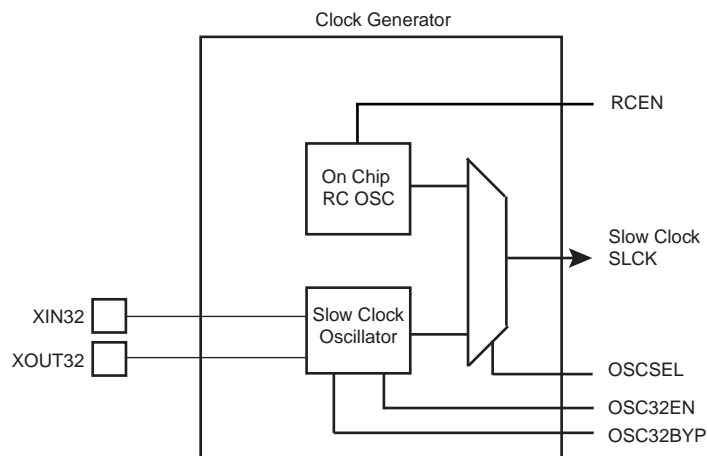 Clock Generator
RCEN
On Chip
RC OSC
Slow Clock
SLCK
XIN32
Slow Clock
Oscillator
XOUT32
OSCSEL
OSC32EN
OSC32BYP